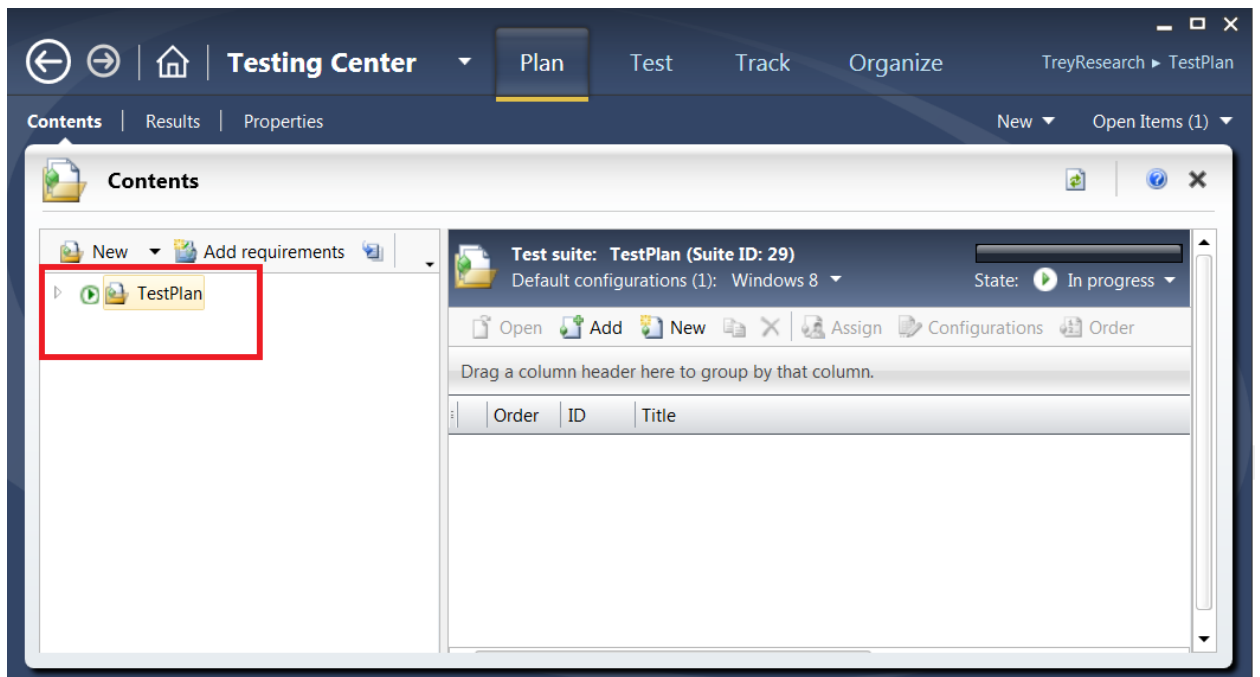 Testing Center Plan Test Track Organize TreyResearch ▸ TestPlan
Contents | Results | Properties New Open Items (1)
Contents
New Add requirements
TestPlan
Test suite: TestPlan (Suite ID: 29)
Default configurations (1): Windows 8 State: In progress
Open Add New Assign Configurations Order
Drag a column header here to group by that column.
Order ID Title